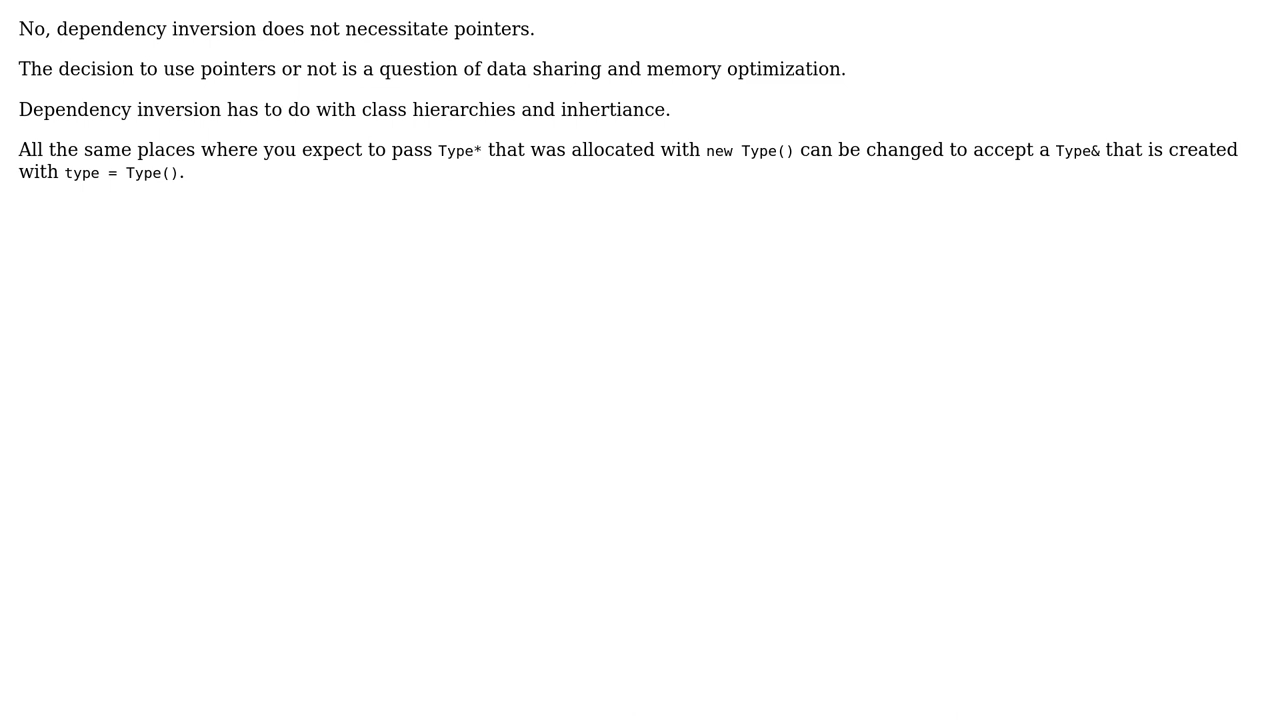 No, dependency inversion does not necessitate pointers.
The decision to use pointers or not is a question of data sharing and memory optimization.
Dependency inversion has to do with class hierarchies and inhertiance.
All the same places where you expect to pass Type* that was allocated with new Type() can be changed to accept a Type& that is created
with type = Type().